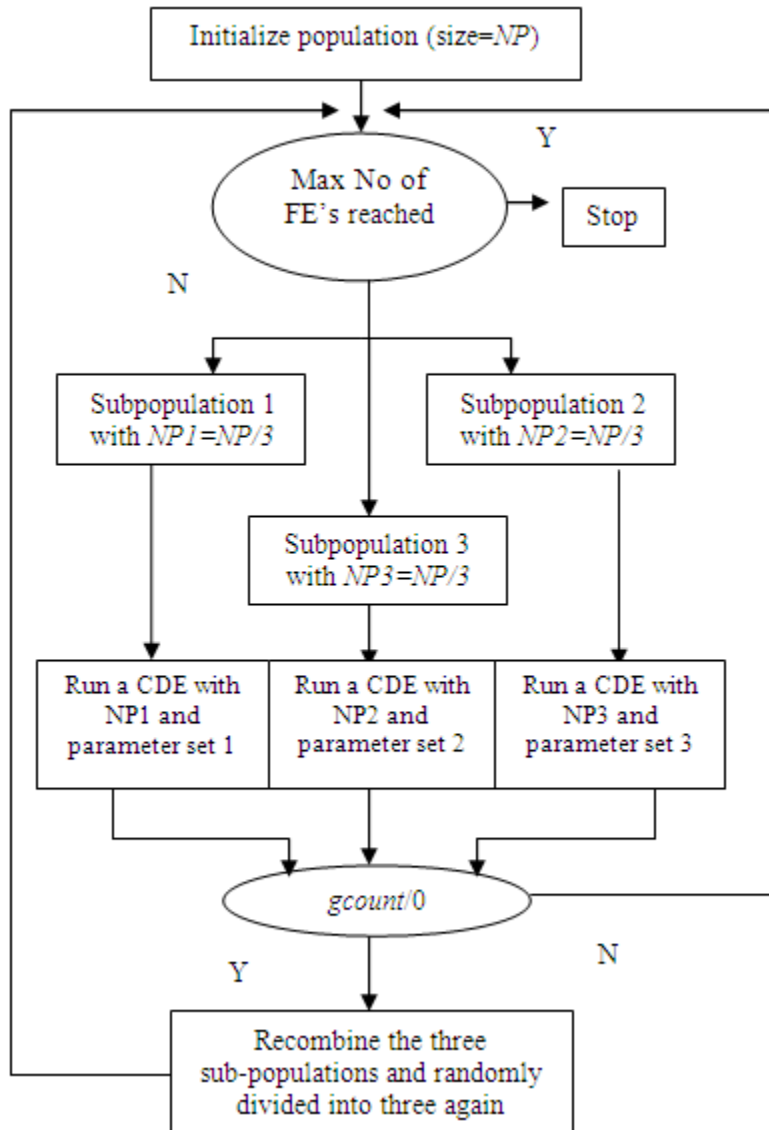 Initialize population (size=NP)
Y
Max No of
FE's reached
Stop
N
Subpopulation 1
with NP1=NP/3
Subpopulation 2
with NP2=NP/3
Subpopulation 3
with NP3=NP/3
Run a CDE with
NP1 and
parameter set 1
Run a CDE with
NP2 and
parameter set 2
Run a CDE with
NP3 and
parameter set 3
gcount/0
Y
N
Recombine the three
sub-populations and randomly
divided into three again